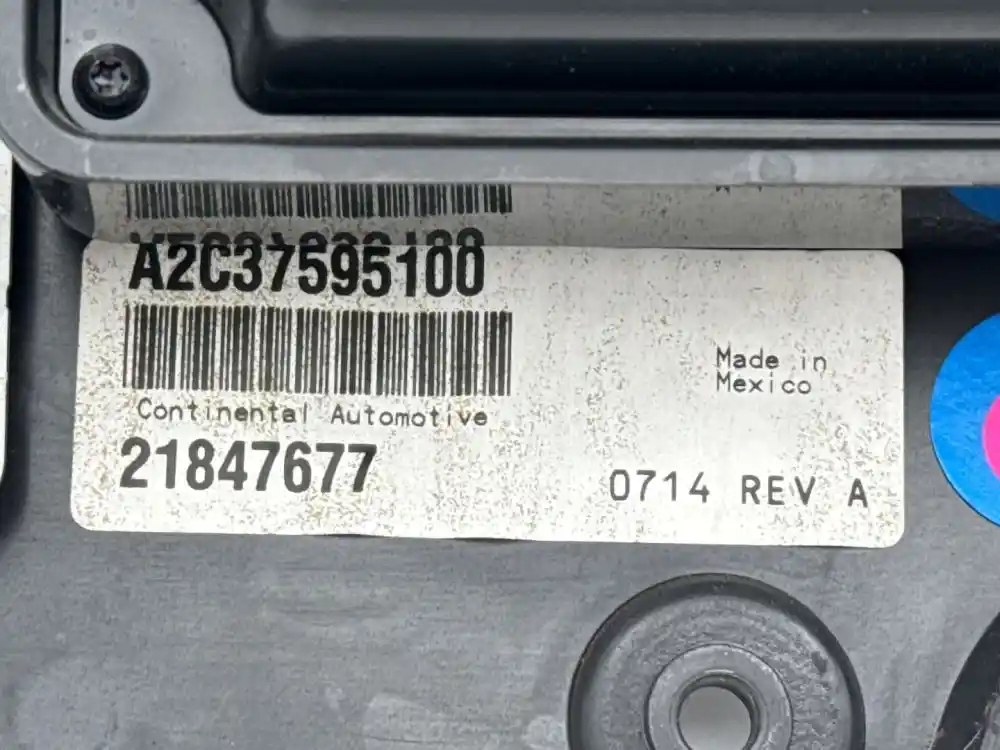 A2C37595100
Continental Automotive
21847677
Made in
Mexico
0714 REV A